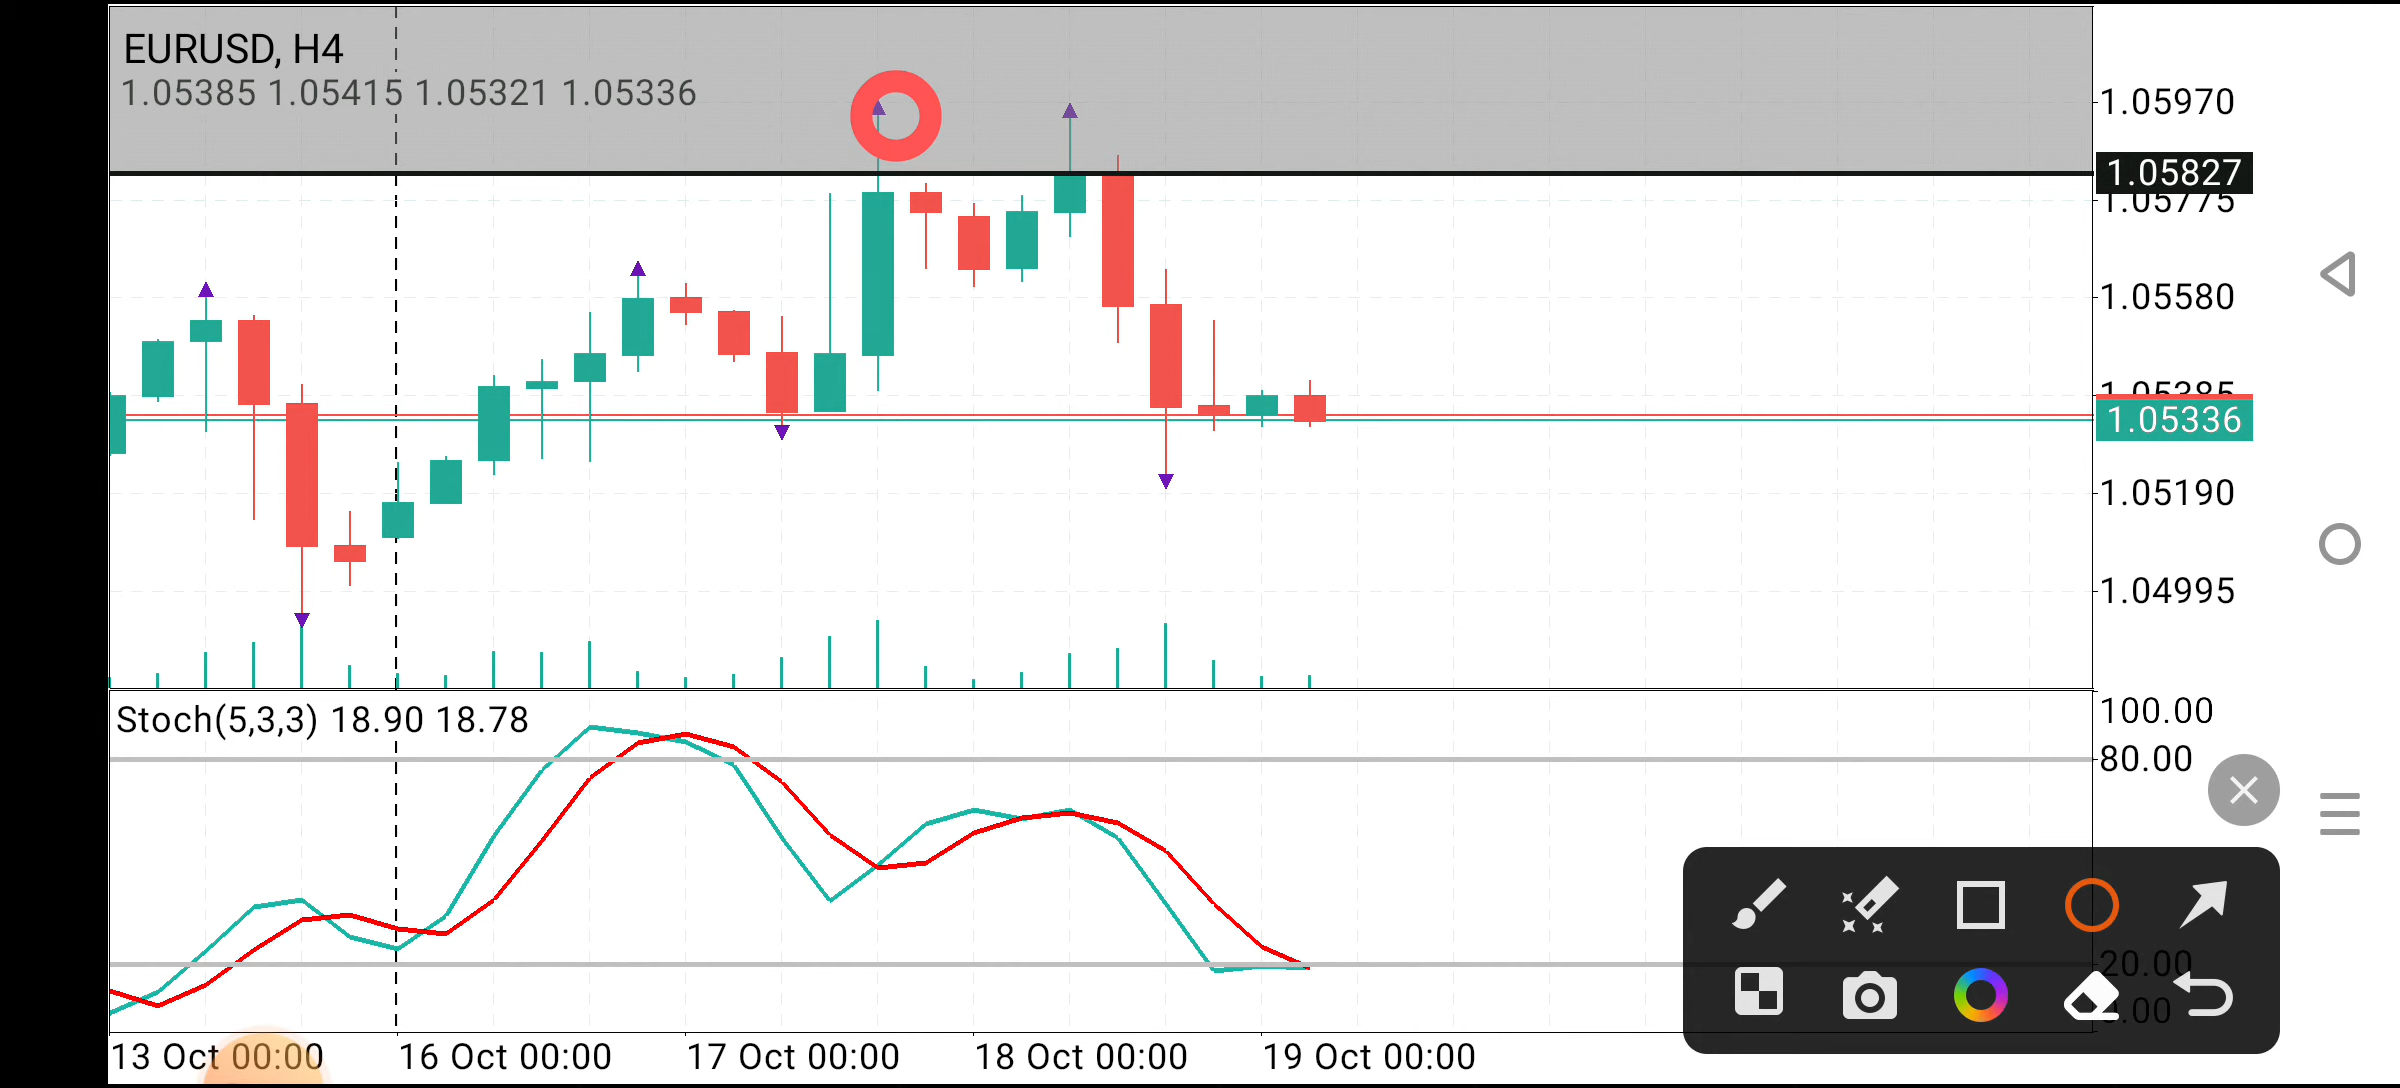 EURUSD, H4
1.05385 1.05415 1.05321 1.05336
1.05970
1.05827
1.05775
1.05580
1.05385
1.05336
1.05190
1.04995
Stoch(5,3,3) 18.90 18.78
100.00
80.00
20.00
13 Oct 00:00
16 Oct 00:00
17 Oct 00:00
18 Oct 00:00
19 Oct 00:00